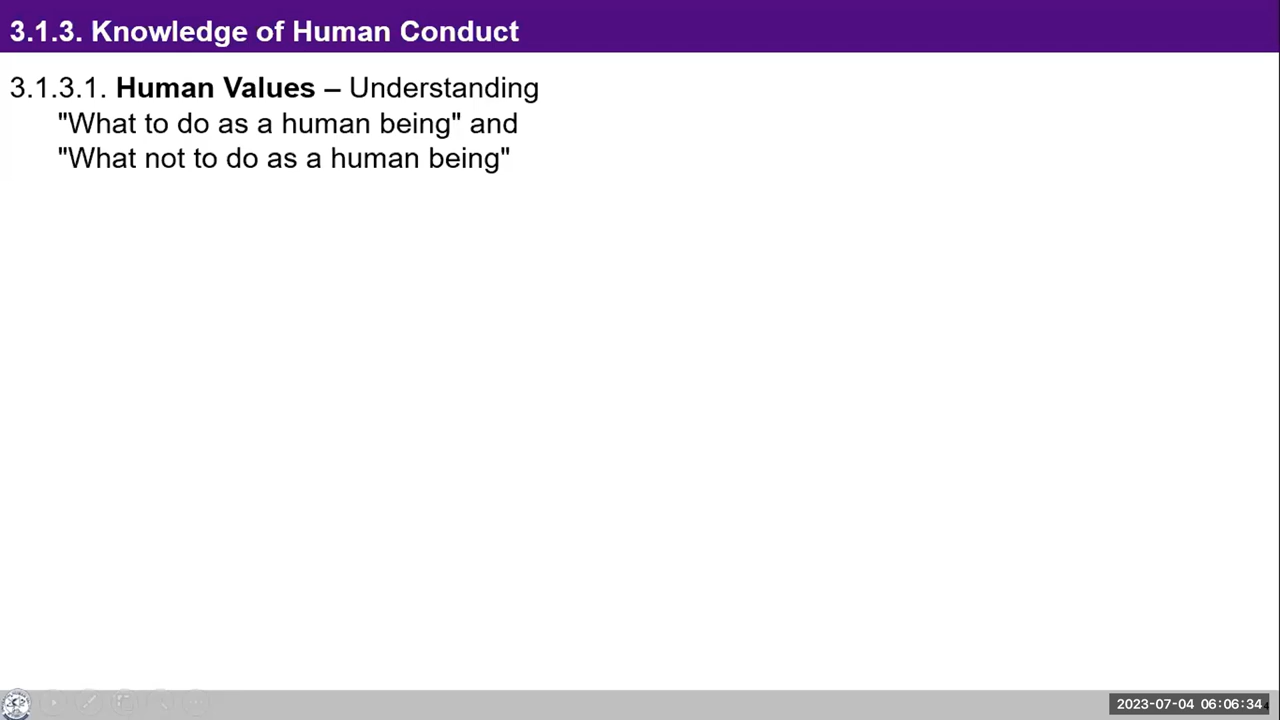 3.1.3. Knowledge of Human Conduct
3.1.3.1. Human Values – Understanding
"What to do as a human being" and
"What not to do as a human being"
2023-07-04 06:06:34